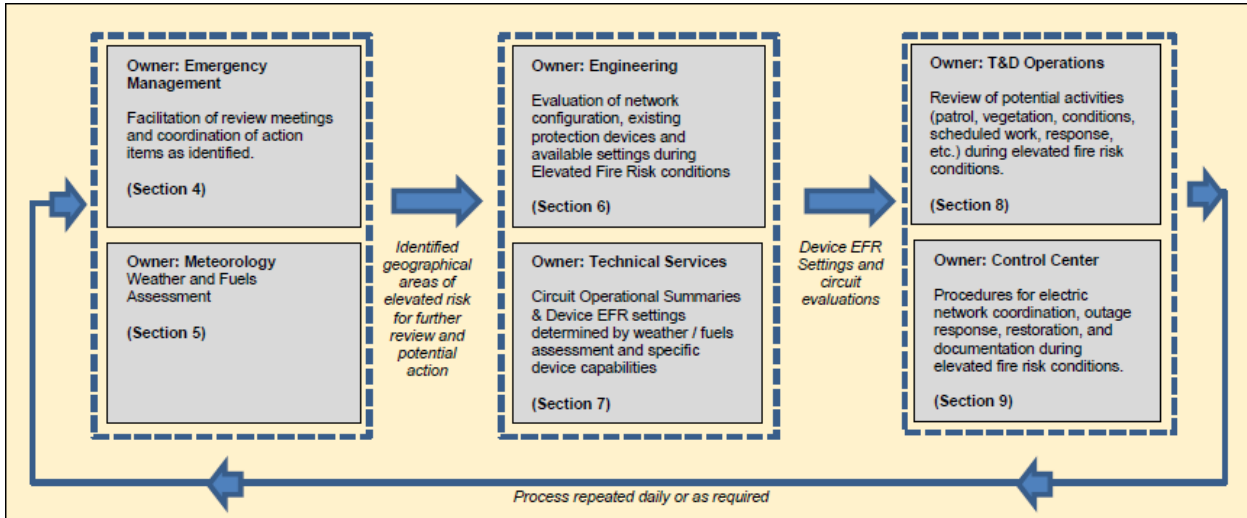 Owner: Emergency
Management
Facilitation of review meetings
and coordination of action
items as identified.
(Section 4)
Owner: Meteorology
Weather and Fuels
Assessment
(Section 5)
Identified
geographical
areas of
elevated risk
for further
review and
potential
action
Owner: Engineering
Evaluation of network
configuration, existing
protection devices and
available settings during
Elevated Fire Risk conditions
(Section 6)
Owner: Technical Services
Circuit Operational Summaries
& Device EFR settings
determined by weather / fuels
assessment and specific
device capabilities
(Section 7)
Device EFR
Settings and
circuit
evaluations
Owner: T&D Operations
Review of potential activities
(patrol, vegetation, conditions,
scheduled work, response,
etc.) during elevated fire risk
conditions.
(Section 8)
Owner: Control Center
Procedures for electric
network coordination, outage
response, restoration, and
documentation during
elevated fire risk conditions.
(Section 9)
Process repeated daily or as required